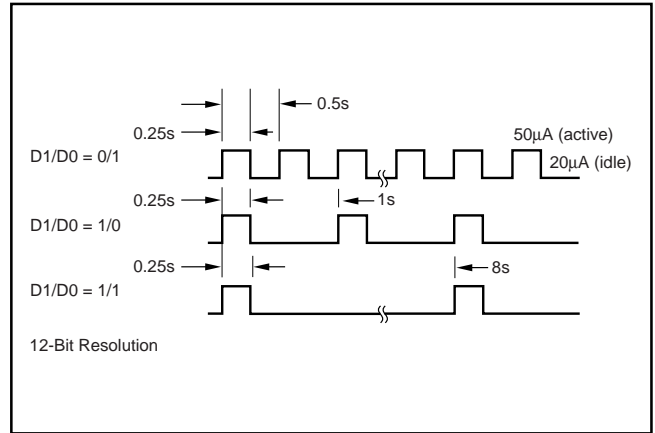 0.5s
0.25s
50μA (active)
D1/D0 = 0/1
20μA (idle)
0.25s
1s
D1/D0 = 1/0
0.25s
8s
D1/D0 = 1/1
12-Bit Resolution